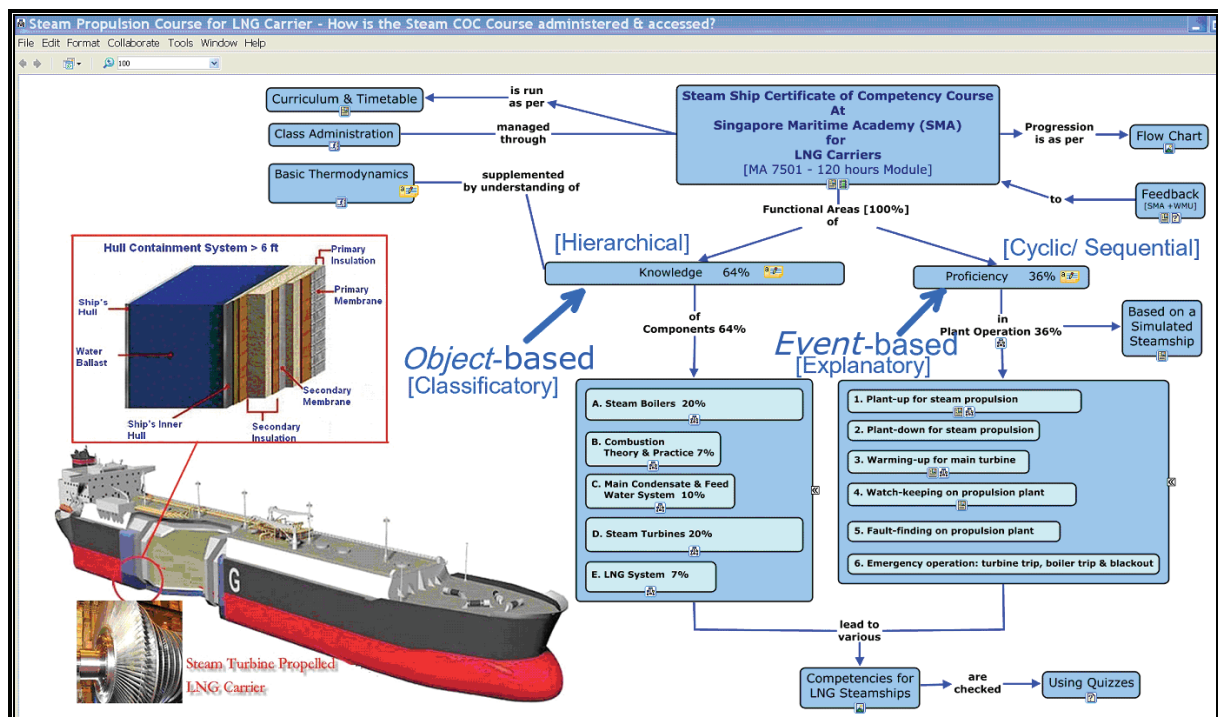 Steam Propulsion Course for LNG Carrier - How is the Steam COC Course administered & accessed?
File Edit Format Collaborate Tools Window Help
100
Curriculum & Timetable
is run
as per
Class Administration
managed
through
Basic Thermodynamics
supplemented
by understanding of
Steam Ship Certificate of Competency Course
At
Singapore Maritime Academy (SMA)
for
LNG Carriers
[MA 7501 - 120 hours Module]
Progression
is as per
Flow Chart
Feedback
[SMA +WMU]
to
Functional Areas [100%]
of
[Hierarchical]
[Cyclic/ Sequential]
Knowledge 64%
Proficiency 36%
of
Components 64%
in
Plant Operation 36%
Based on a
Simulated
Steamship
Object-based
[Classificatory]
Event-based
[Explanatory]
Hull Containment System > 6 ft
Primary
Insulation
Primary
Membrane
Ship's
Hull
Water
Ballast
Secondary
Membrane
Ship's Inner
Hull
Secondary
Insulation
A. Steam Boilers 20%
B. Combustion
Theory & Practice 7%
C. Main Condensate & Feed
Water System 10%
D. Steam Turbines 20%
E. LNG System 7%
1. Plant-up for steam propulsion
2. Plant-down for steam propulsion
3. Warming-up for main turbine
4. Watch-keeping on propulsion plant
5. Fault-finding on propulsion plant
6. Emergency operation: turbine trip, boiler trip & blackout
G
Steam Turbine Propelled
LNG Carrier
lead to
various
Competencies for
LNG Steamships
are
checked
Using Quizzes